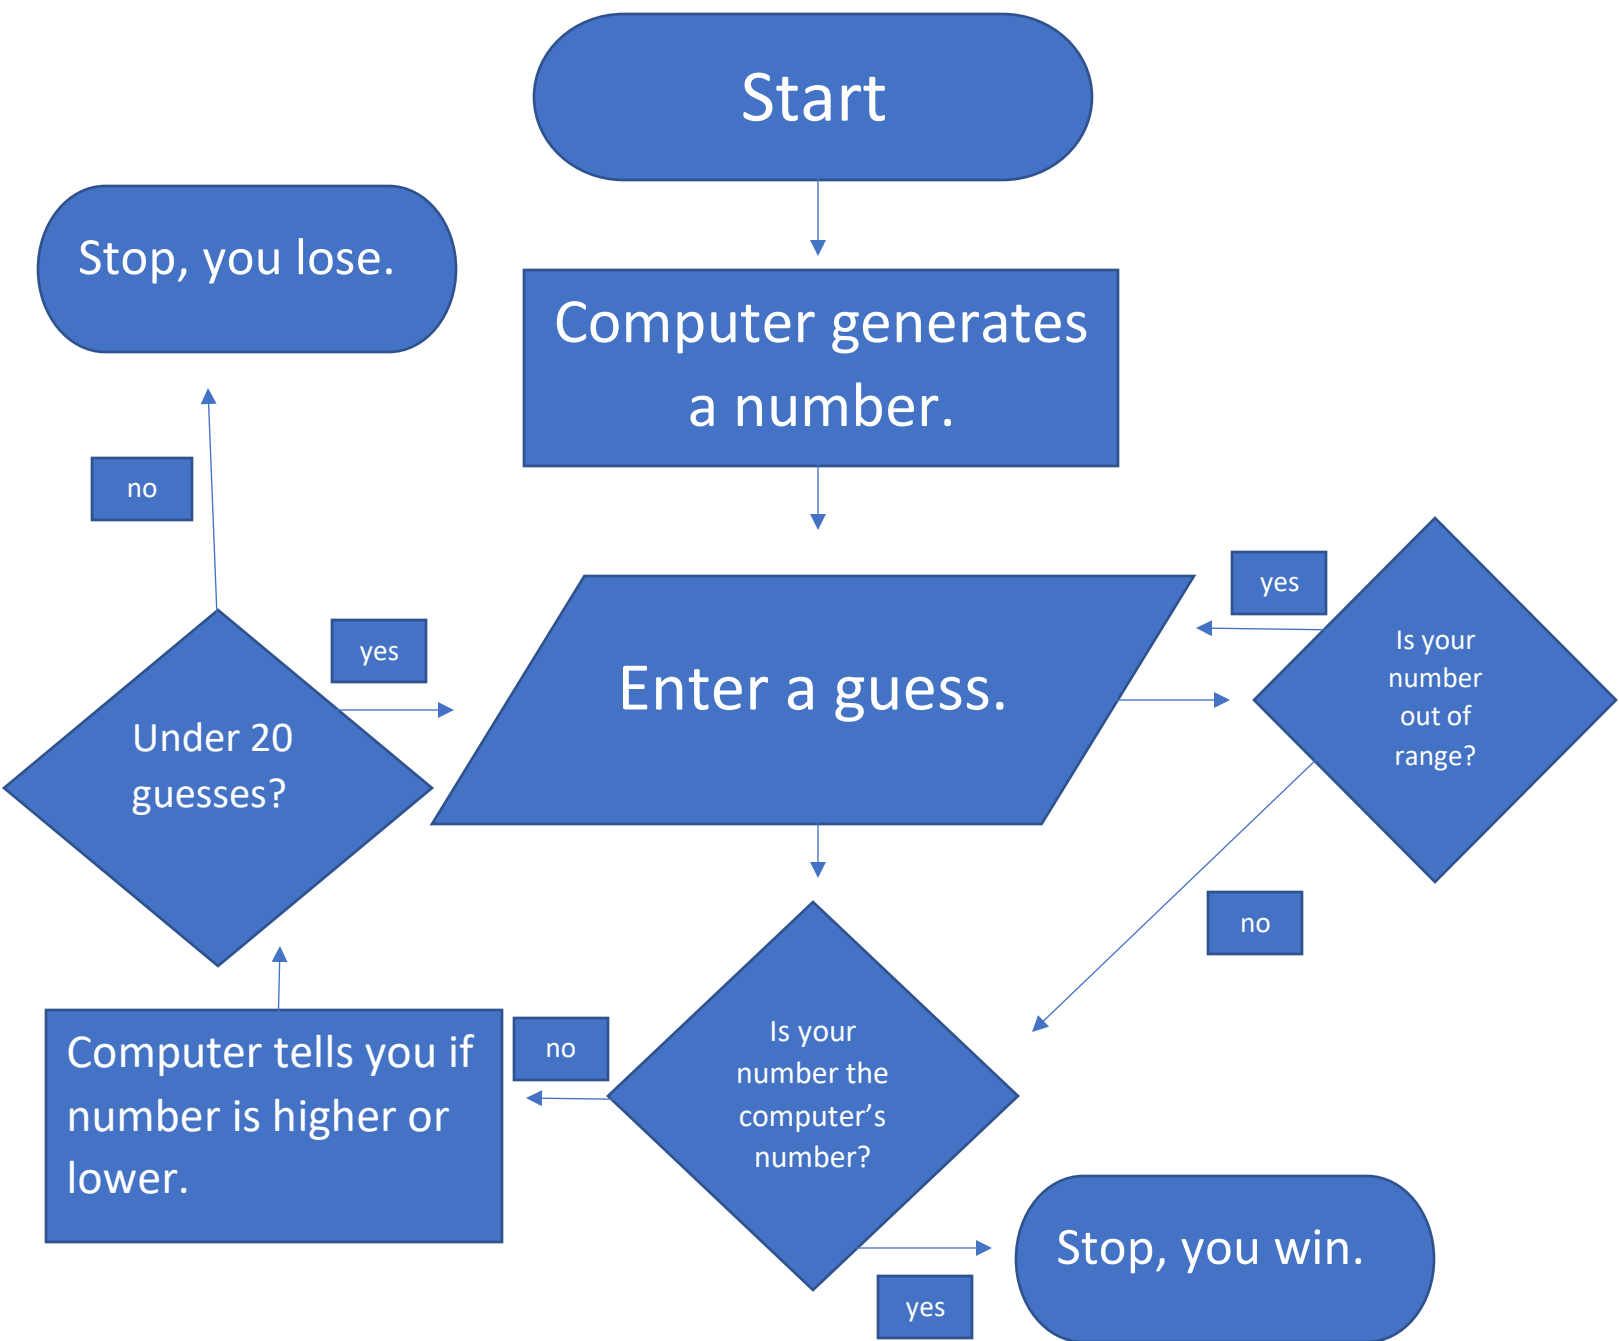 Start
Stop, you lose.
Computer generates
a number.
no
yes
Enter a guess.
yes
Is your
number
out of
range?
Under 20
guesses?
no
Computer tells you if
number is higher or
lower.
no
Is your
number the
computer’s
number?
Stop, you win.
yes